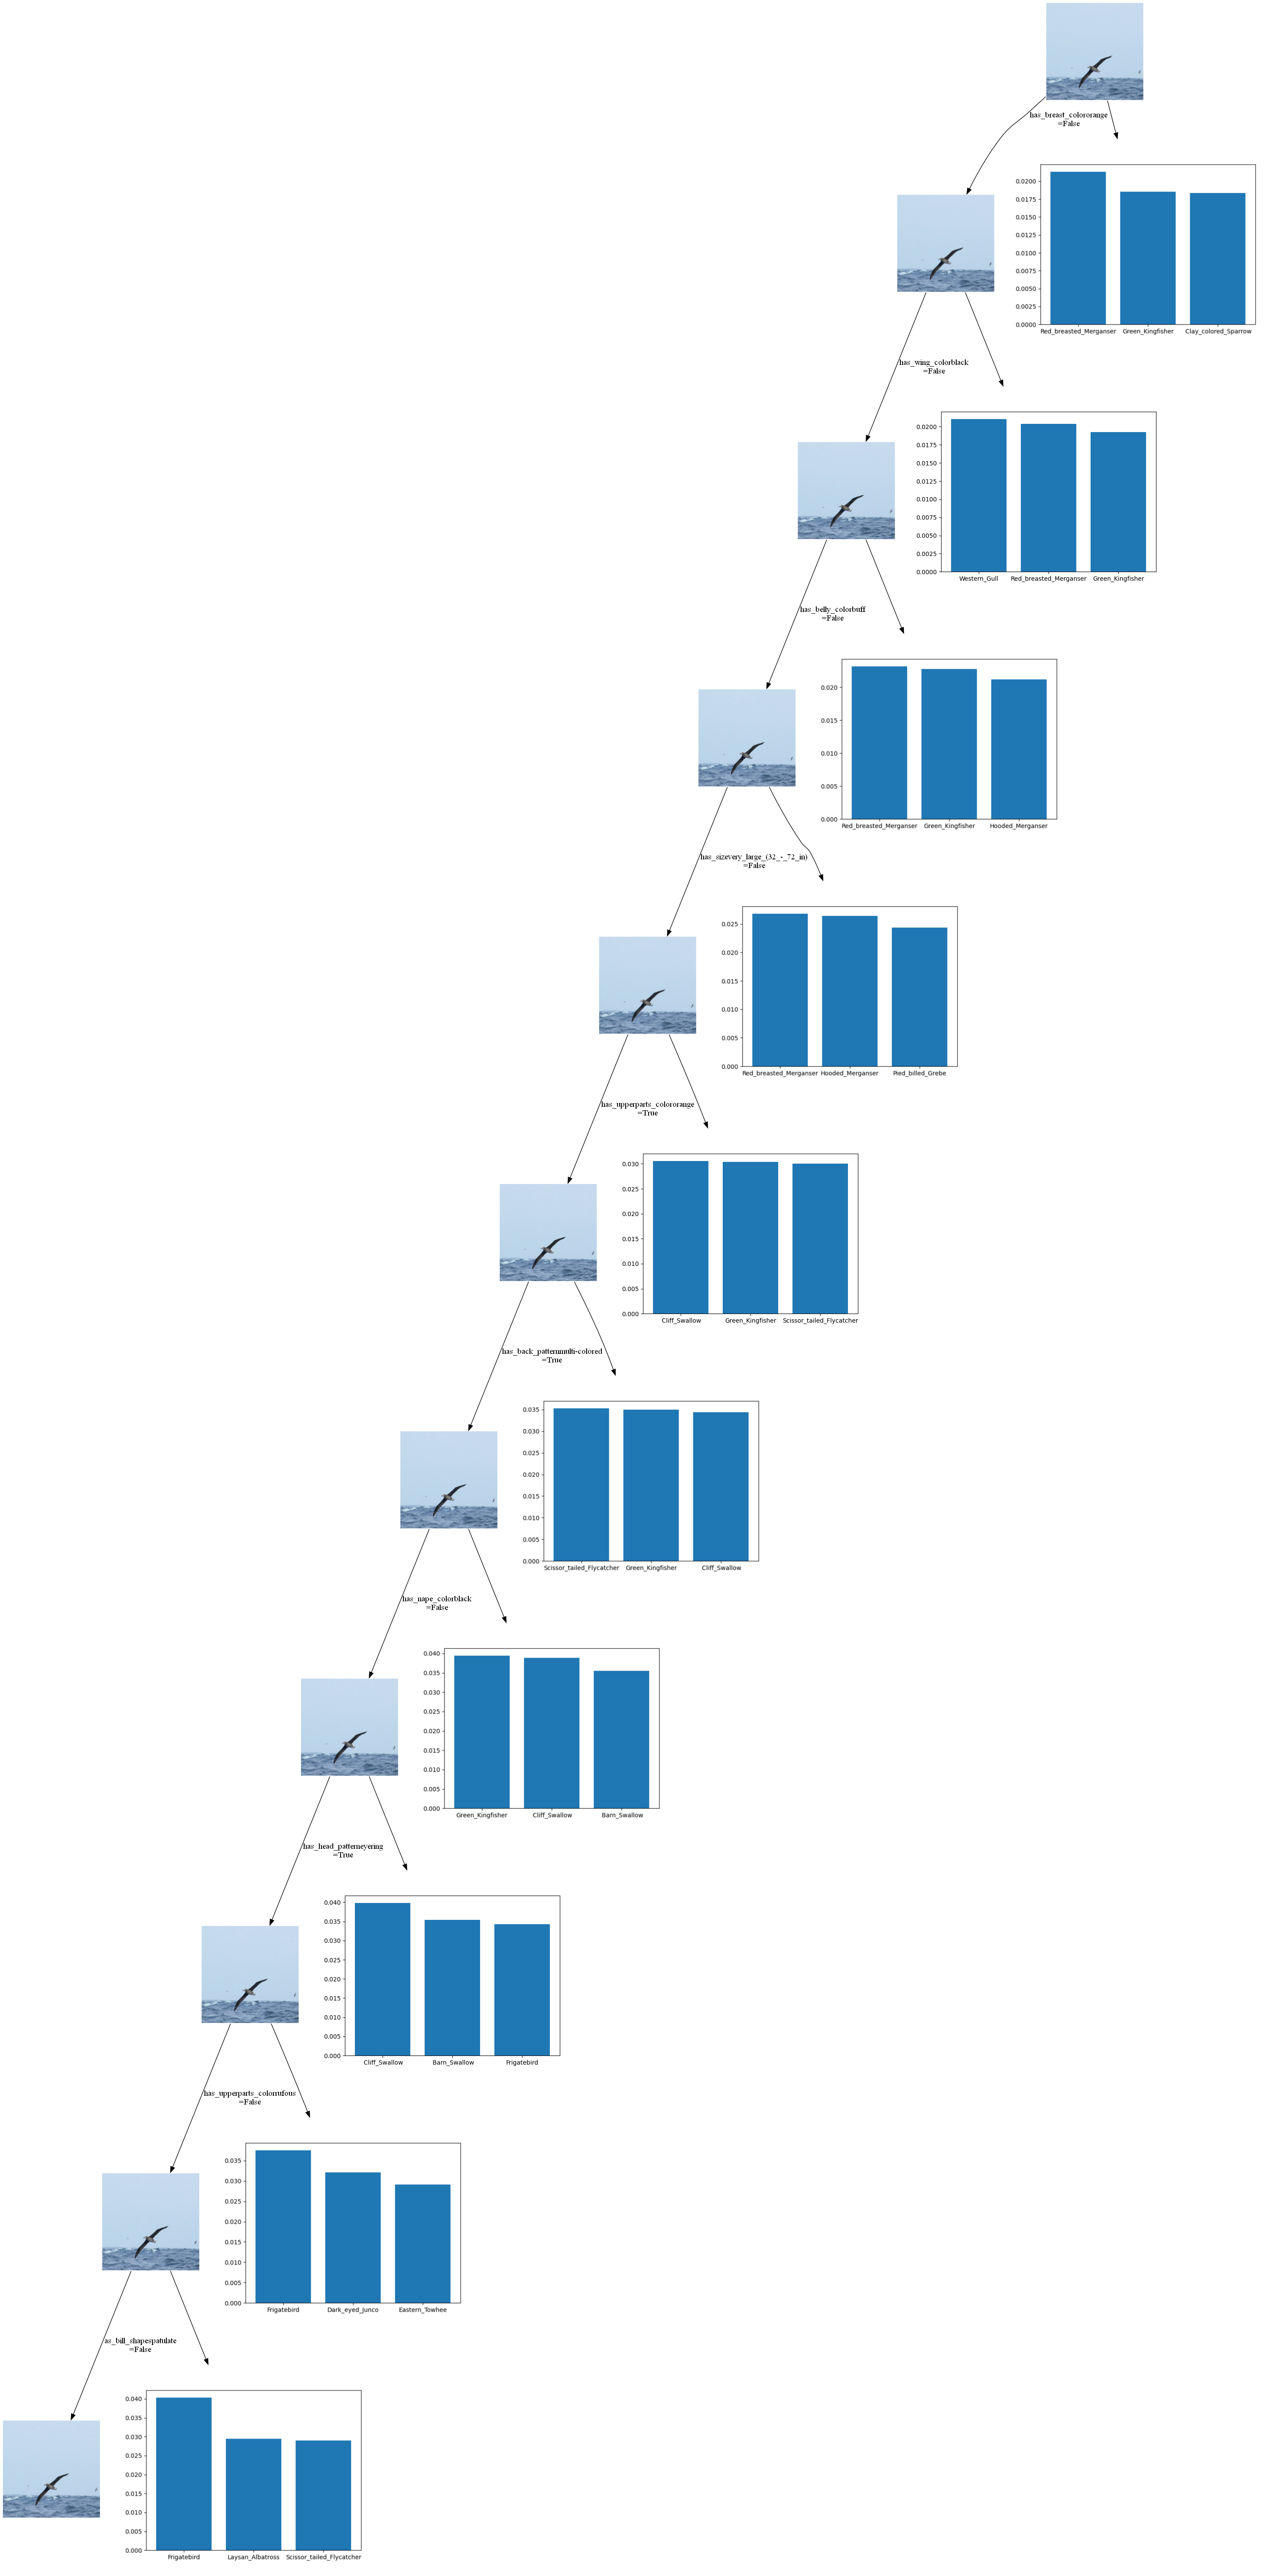 has_breast_colororange
=False
0.0200
0.0175
0.0150
0.0125
0.0100
0.0075
0.0050
0.0025
0.0000
Red_breasted_Merganser Green_Kingfisher Clay_colored_Sparrow
has_wing_colorblack
=False
0.0200
0.0175
0.0150
0.0125
0.0100
0.0075
0.0050
0.0025
0.0000
Western_Gull Red_breasted_Merganser Green_Kingfisher
has_belly_colorbuff
=False
0.020
0.015
0.010
0.005
0.000
Red_breasted_Merganser Green_Kingfisher Hooded_Merganser
has_sizevery_large_(32_-_72_in)
=False
0.025
0.020
0.015
0.010
0.005
0.000
Red_breasted_Merganser Hooded_Merganser Pied_billed_Grebe
has_upperparts_colororange
=True
0.030
0.025
0.020
0.015
0.010
0.005
0.000
Cliff_Swallow Green_Kingfisher Scissor_tailed_Flycatcher
has_back_patternmulti-colored
=True
0.035
0.030
0.025
0.020
0.015
0.010
0.005
0.000
Scissor_tailed_Flycatcher Green_Kingfisher Cliff_Swallow
has_nape_colorblack
=False
0.040
0.035
0.030
0.025
0.020
0.015
0.010
0.005
0.000
Green_Kingfisher Cliff_Swallow Barn_Swallow
has_head_patterneyering
=True
0.040
0.035
0.030
0.025
0.020
0.015
0.010
0.005
0.000
Cliff_Swallow Barn_Swallow Frigatebird
has_upperparts_colorrufous
=False
0.035
0.030
0.025
0.020
0.015
0.010
0.005
0.000
Frigatebird Dark_eyed_Junco Eastern_Towhee
as_bill_shapespatulate
=False
0.040
0.035
0.030
0.025
0.020
0.015
0.010
0.005
0.000
Frigatebird Laysan_Albatross Scissor_tailed_Flycatcher